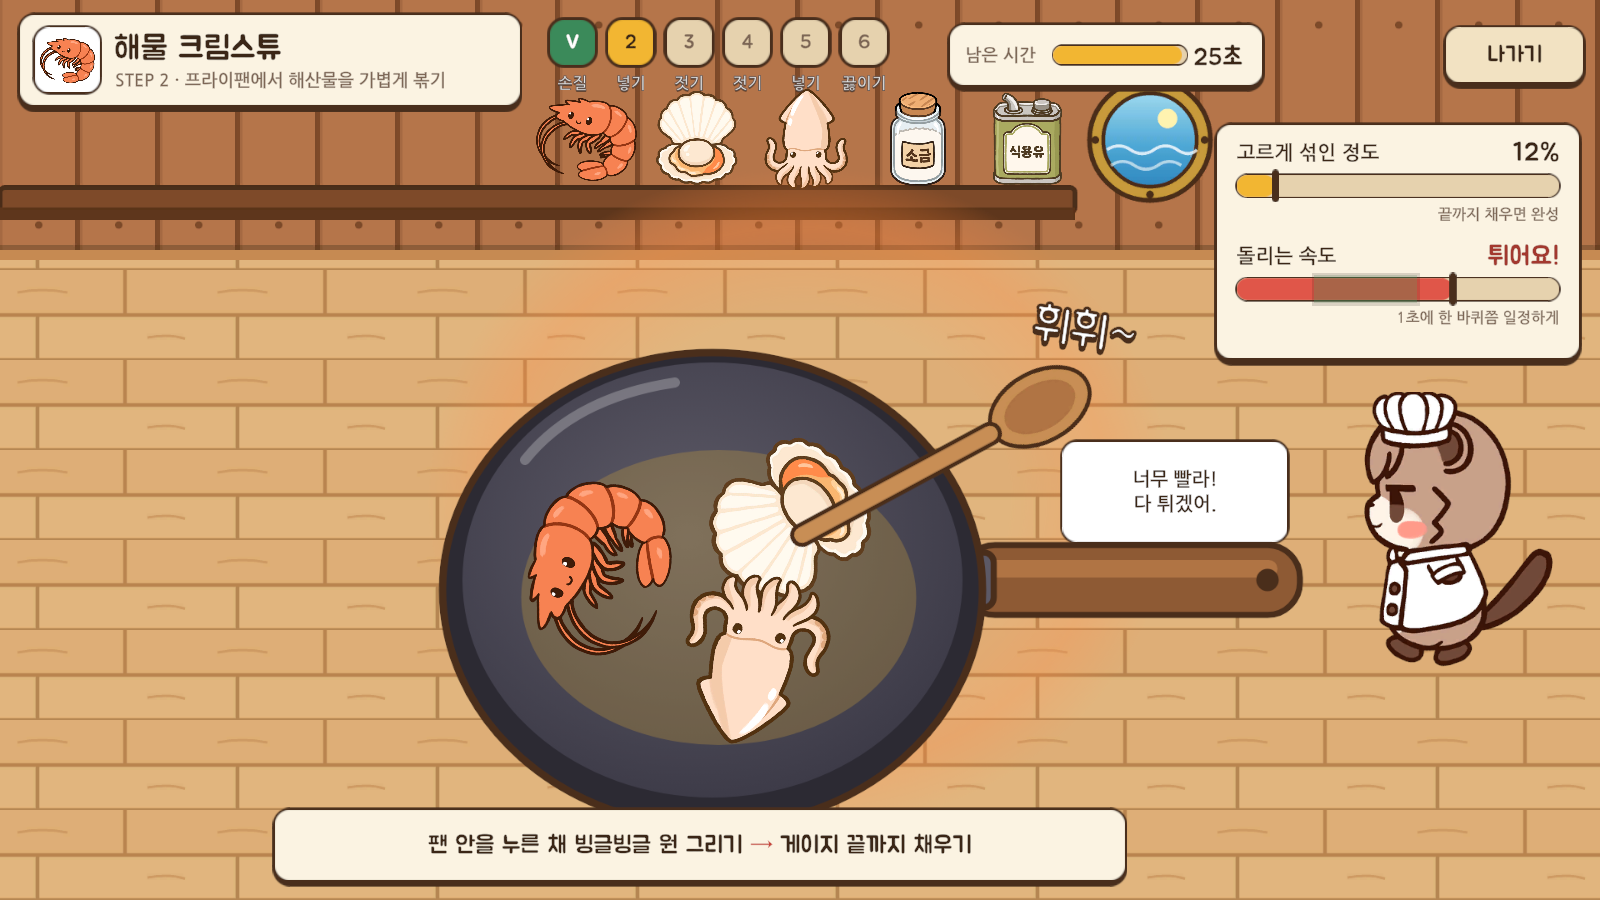 해물 크림스튜
STEP 2 · 프라이팬에서 해산물을 가볍게 볶기
V 2 3 4 5 6
손질 넣기 젓기 젓기 넣기 끓이기
남은 시간 25초
나가기
소금
식용유
고르게 섞인 정도 12%
끝까지 채우면 완성
돌리는 속도 튀어요!
1초에 한 바퀴쯤 일정하게
휘휘~
너무 빨라!
다 튀겠어.
팬 안을 누른 채 빙글빙글 원 그리기 → 게이지 끝까지 채우기